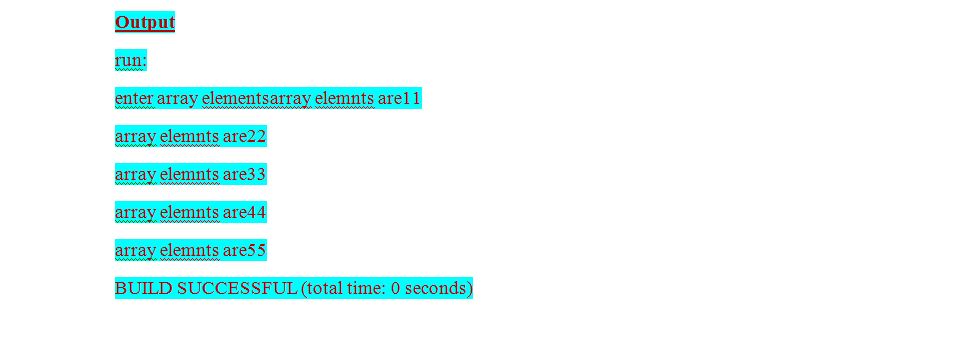 Output
run:
enter array elementsarray elemnts are11
array elemnts are22
array elemnts are33
array elemnts are44
array elemnts are55
BUILD SUCCESSFUL (total time: 0 seconds)